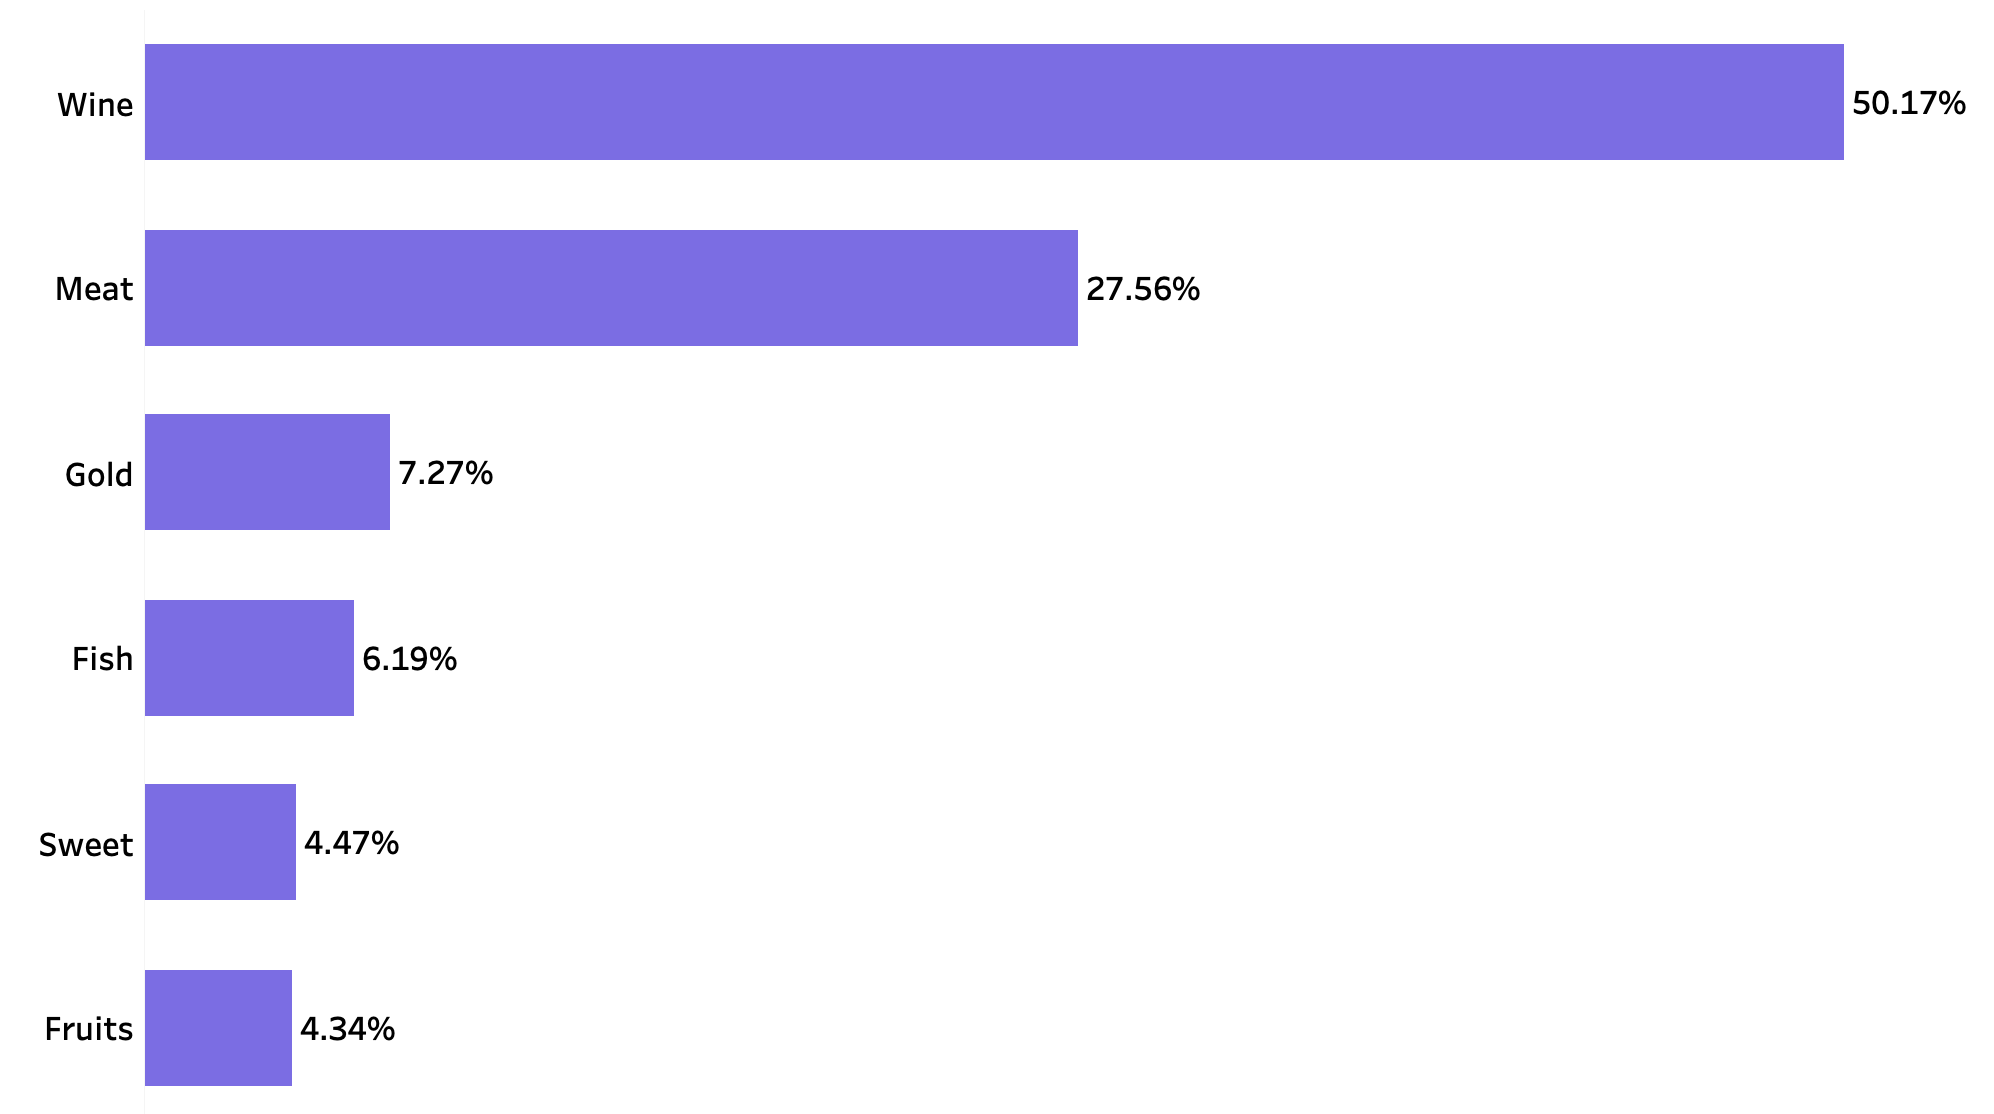 Wine 50.17%
Meat 27.56%
Gold 7.27%
Fish 6.19%
Sweet 4.47%
Fruits 4.34%